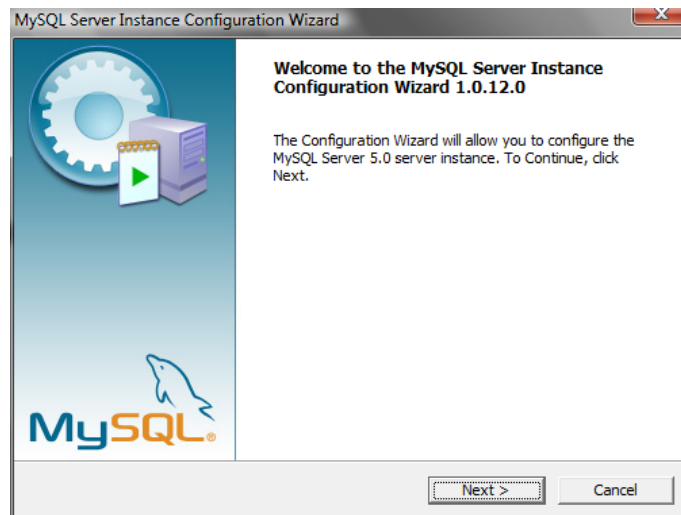 MySQL Server Instance Configuration Wizard
Welcome to the MySQL Server Instance
Configuration Wizard 1.0.12.0
The Configuration Wizard will allow you to configure the
MySQL Server 5.0 server instance. To Continue, click
Next.
MySQL®
Next >
Cancel